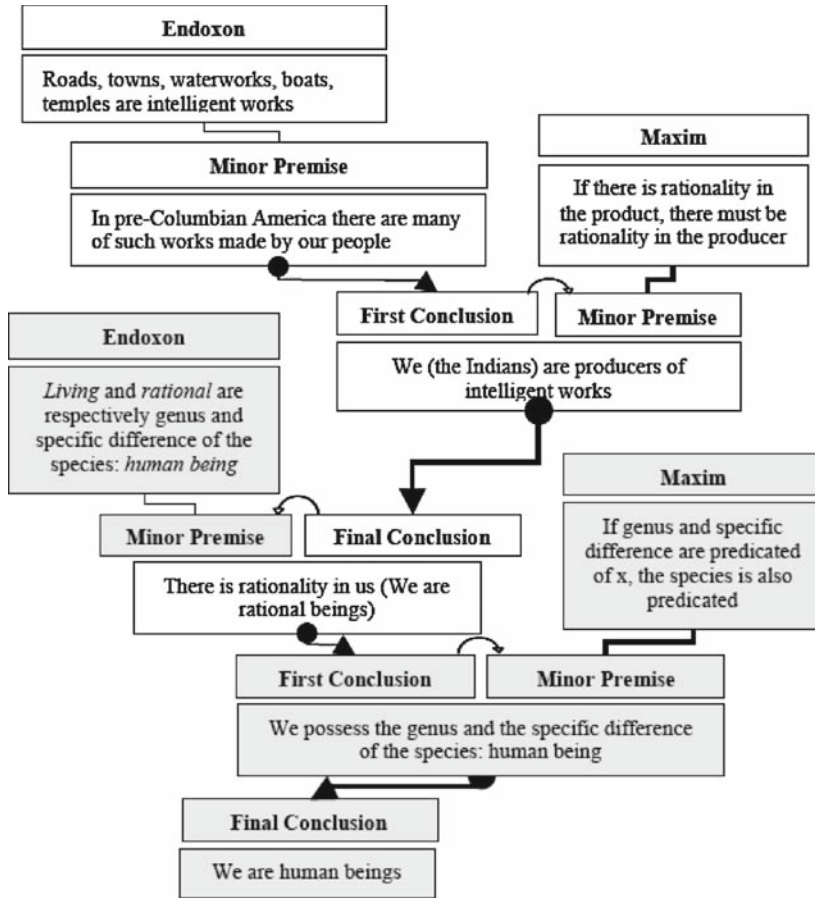 Endoxon
Roads, towns, waterworks, boats,
temples are intelligent works
Minor Premise
In pre-Columbian America there are many
of such works made by our people
Maxim
If there is rationality in
the product, there must be
rationality in the producer
First Conclusion
Minor Premise
We (the Indians) are producers of
intelligent works
Endoxon
Living and rational are
respectively genus and
specific difference of the
species: human being
Minor Premise
Final Conclusion
There is rationality in us (We are
rational beings)
Maxim
If genus and specific
difference are predicated
of x, the species is also
predicated
First Conclusion
Minor Premise
We possess the genus and the specific difference
of the species: human being
Final Conclusion
We are human beings